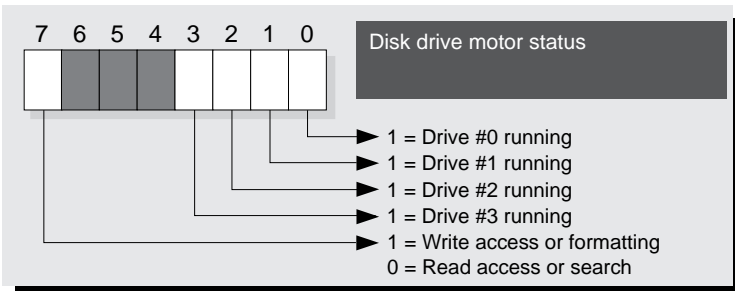 7 6 5 4 3 2 1 0
Disk drive motor status
1 = Drive #0 running
1 = Drive #1 running
1 = Drive #2 running
1 = Drive #3 running
1 = Write access or formatting
0 = Read access or search